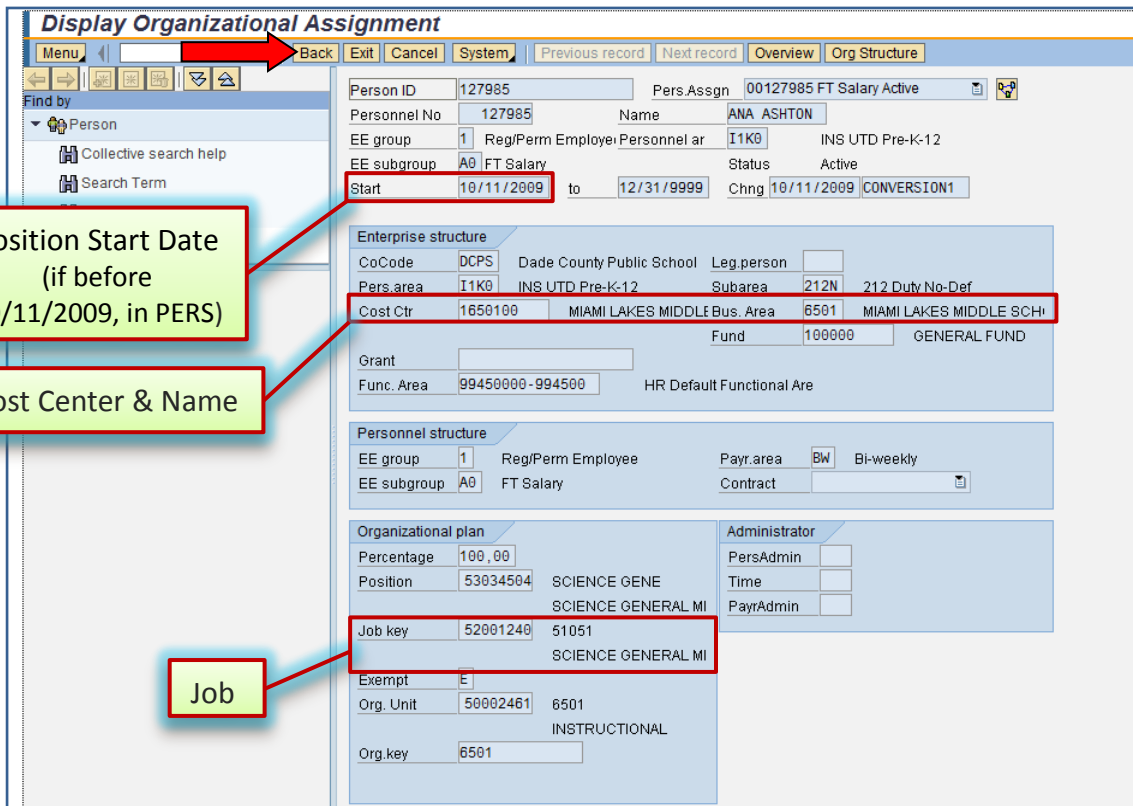 Display Organizational Assignment
Menu Back Exit Cancel System Previous record Next record Overview Org Structure
Find by
Person
Collective search help
Search Term
Person ID 127985 Pers.Assgn 00127985 FT Salary Active
Personnel No 127985 Name ANA ASHTON
EE group 1 Reg/Perm Employe Personnel ar I1K0 INS UTD Pre-K-12
EE subgroup A0 FT Salary Status Active
Start 10/11/2009 to 12/31/9999 Chng 10/11/2009 CONVERSION1
osition Start Date
(if before
/11/2009, in PERS)
ost Center & Name
Enterprise structure
CoCode DCPS Dade County Public School Leg.person
Pers.area I1K0 INS UTD Pre-K-12 Subarea 212N 212 Duty No-Def
Cost Ctr 1650100 MIAMI LAKES MIDDLE Bus. Area 6501 MIAMI LAKES MIDDLE SCH
Fund 100000 GENERAL FUND
Grant
Func. Area 99450000-994500 HR Default Functional Are
Personnel structure
EE group 1 Reg/Perm Employee Payr.area BW Bi-weekly
EE subgroup A0 FT Salary Contract
Organizational plan
Percentage 100,00
Position 53034504 SCIENCE GENE
SCIENCE GENERAL MI
Job key 52001240 51051
SCIENCE GENERAL MI
Exempt E
Org. Unit 50002461 6501
INSTRUCTIONAL
Org.key 6501
Administrator
PersAdmin
Time
PayrAdmin
Job